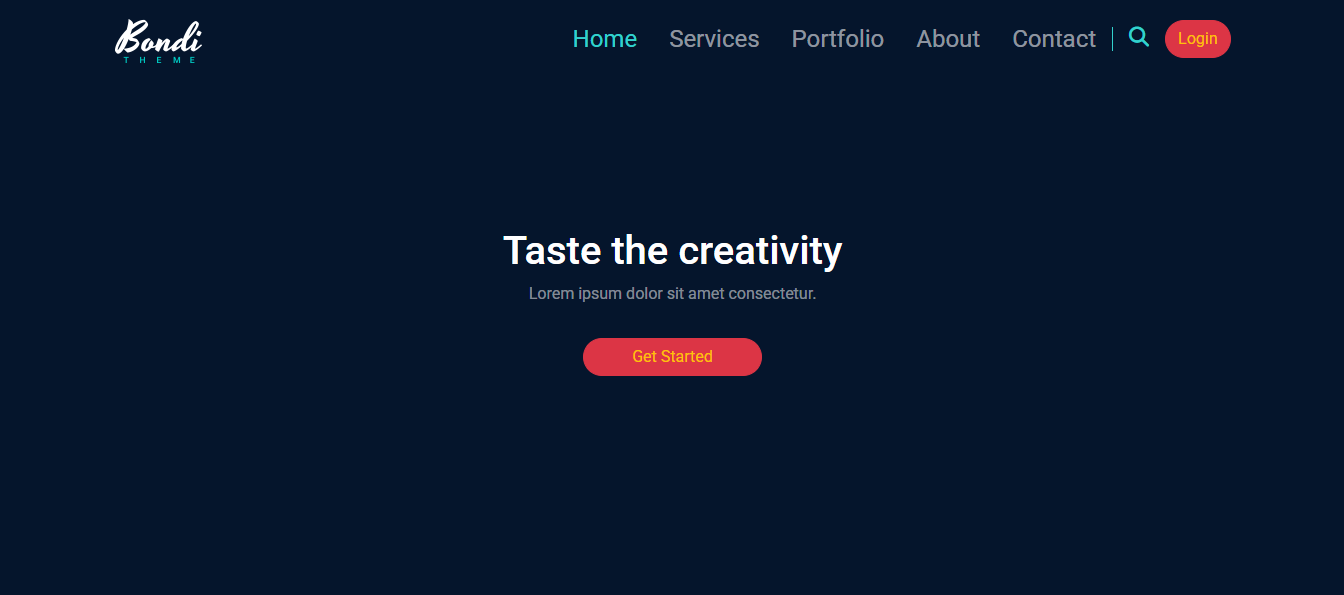 Bondi
THEME
Home Services Portfolio About Contact Login
Taste the creativity
Lorem ipsum dolor sit amet consectetur.
Get Started